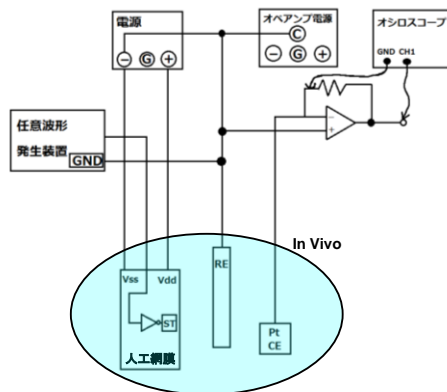 電源
− G +
オペアンプ電源
C
− G +
オシロスコープ
GND CH1
任意波形
発生装置
GND
−
+
In Vivo
Vss Vdd
ST
人工網膜
RE
Pt
CE